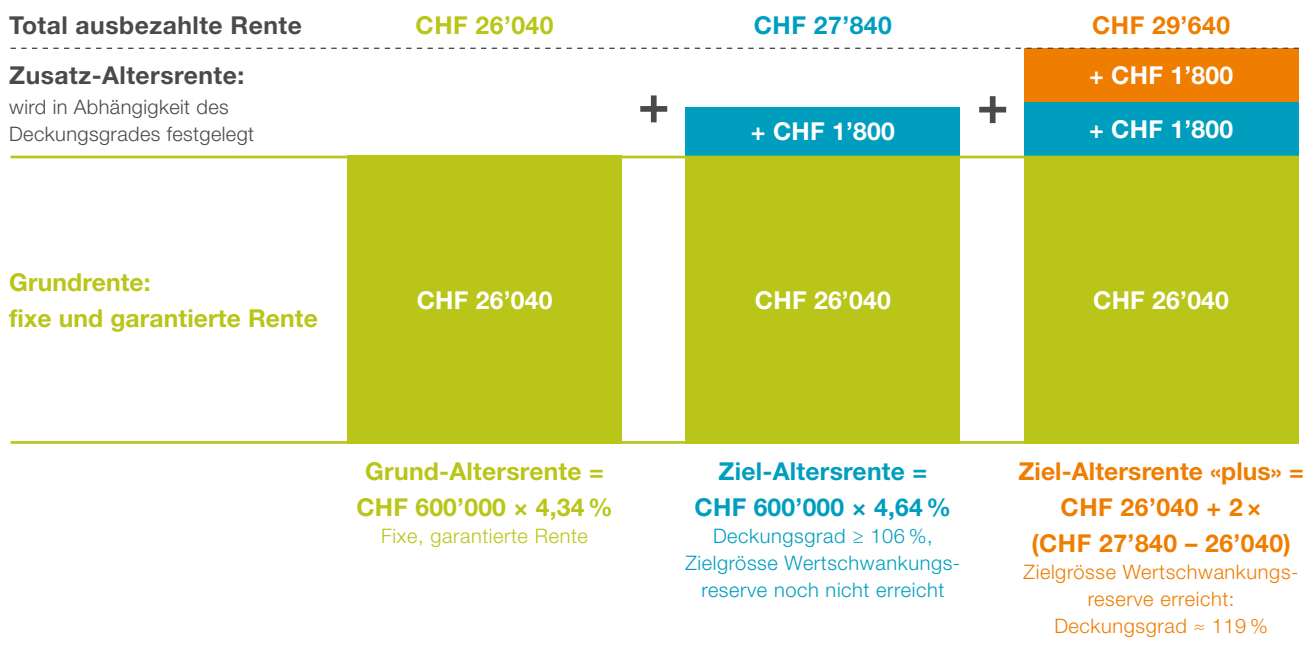 Total ausbezahlte Rente CHF 26’040 CHF 27’840 CHF 29’640
Zusatz-Altersrente:
wird in Abhängigkeit des
Deckungsgrades festgelegt
+ + CHF 1’800
+ + CHF 1’800
+ CHF 1’800
Grundrente:
fixe und garantierte Rente
CHF 26’040 CHF 26’040 CHF 26’040
Grund-Altersrente =
CHF 600’000 × 4,34 %
Fixe, garantierte Rente
Ziel-Altersrente =
CHF 600’000 × 4,64 %
Deckungsgrad ≥ 106 %,
Zielgrösse Wertschwankungs-
reserve noch nicht erreicht
Ziel-Altersrente «plus» =
CHF 26’040 + 2 ×
(CHF 27’840 – 26’040)
Zielgrösse Wertschwankungs-
reserve erreicht:
Deckungsgrad ≈ 119 %